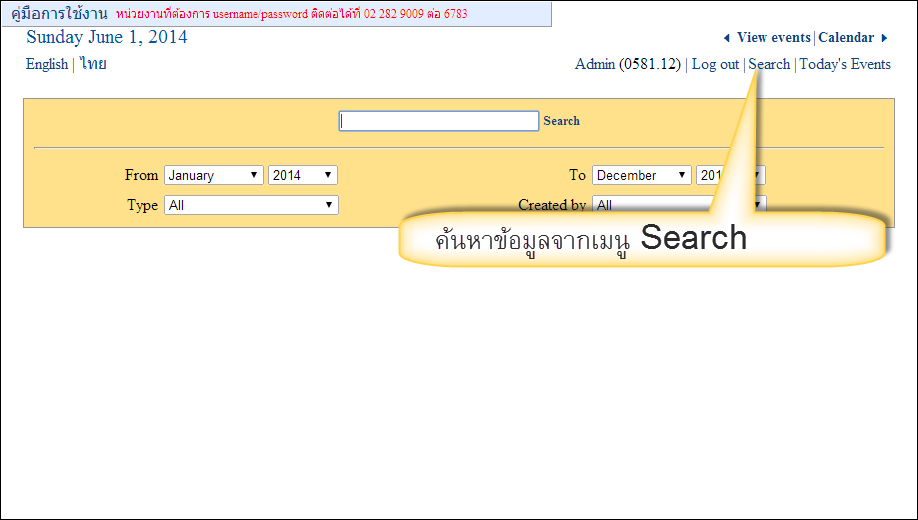 คู่มือการใช้งาน หน่วยงานที่ต้องการ username/password ติดต่อได้ที่ 02 282 9009 ต่อ 6783
Sunday June 1, 2014 View events | Calendar
English | ไทย Admin (0581.12) | Log out | Search | Today's Events
Search
From January 2014 To December
Type All Created by All
ค้นหาข้อมูลจากเมนู Search